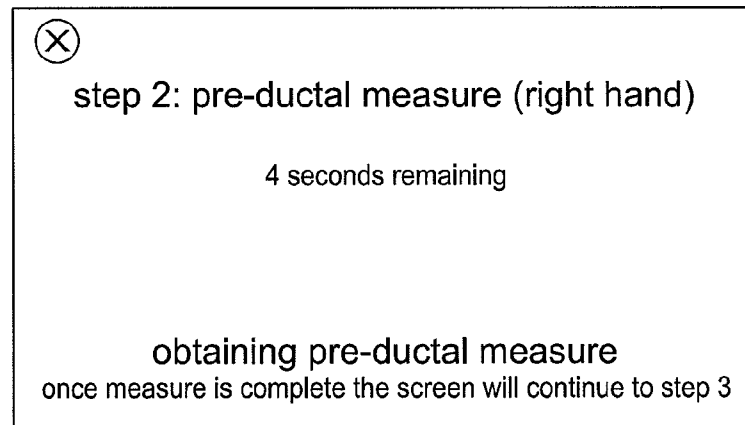 step 2: pre-ductal measure (right hand)
4 seconds remaining
obtaining pre-ductal measure
once measure is complete the screen will continue to step 3